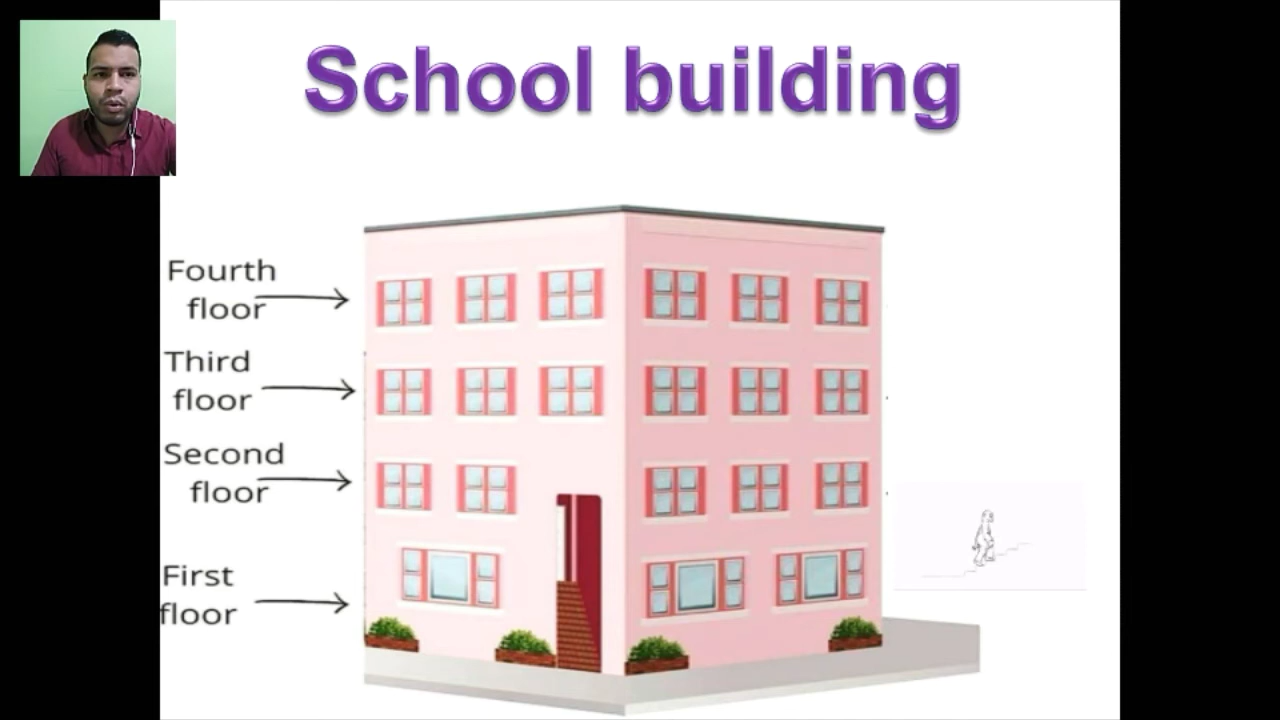 School building
Fourth
floor
Third
floor
Second
floor
First
floor